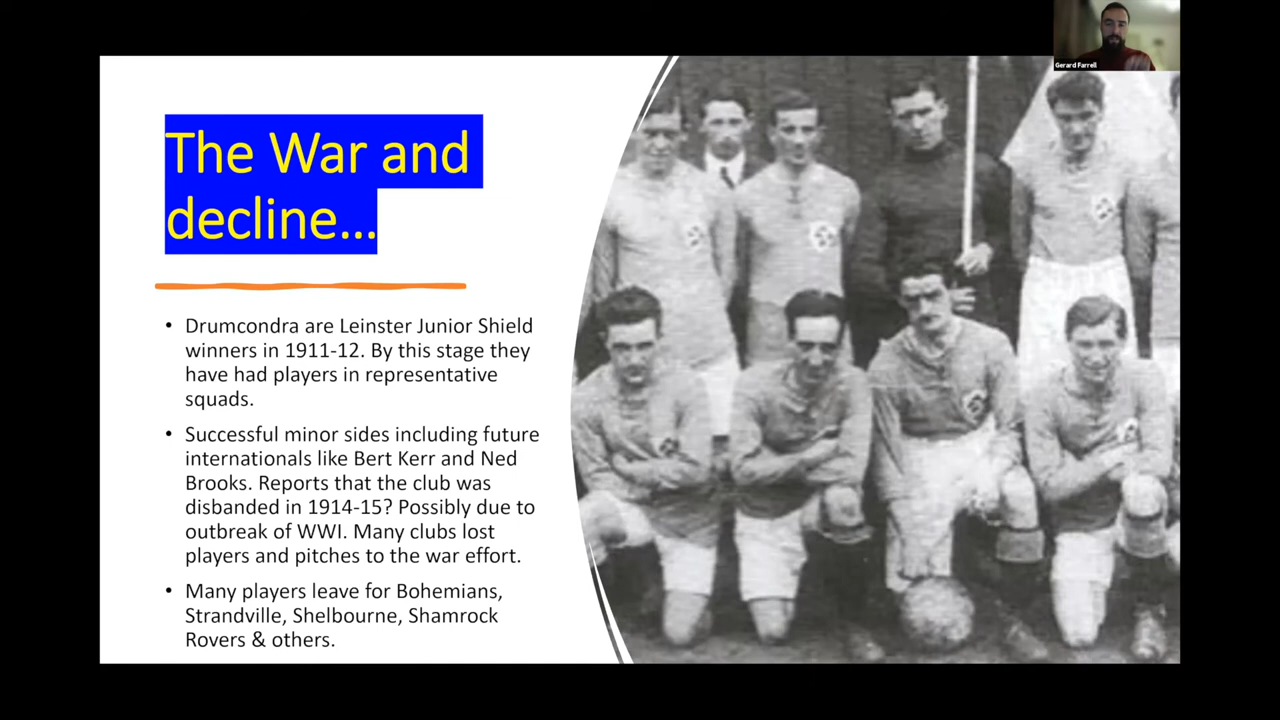 Gerard Farrell
The War and
decline...
• Drumcondra are Leinster Junior Shield
winners in 1911-12. By this stage they
have had players in representative
squads.
• Successful minor sides including future
internationals like Bert Kerr and Ned
Brooks. Reports that the club was
disbanded in 1914-15? Possibly due to
outbreak of WWI. Many clubs lost
players and pitches to the war effort.
• Many players leave for Bohemians,
Strandville, Shelbourne, Shamrock
Rovers & others.